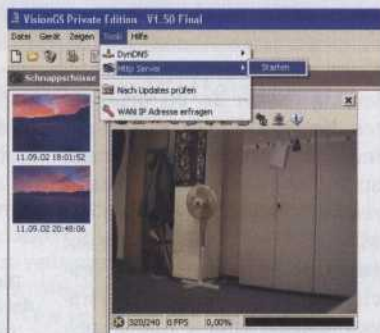 VisionGS Private Edition V1.50 Final
Datei Gerät Zeigen Tools Hilfe
DynDNS
Http Server
Starten
Schnappschüsse
Nach Updates prüfen
WAN IP Adresse erfragen
11.09.02 18:01:52
11.09.02 20:48:06
320/240 0 FPS 0,00%